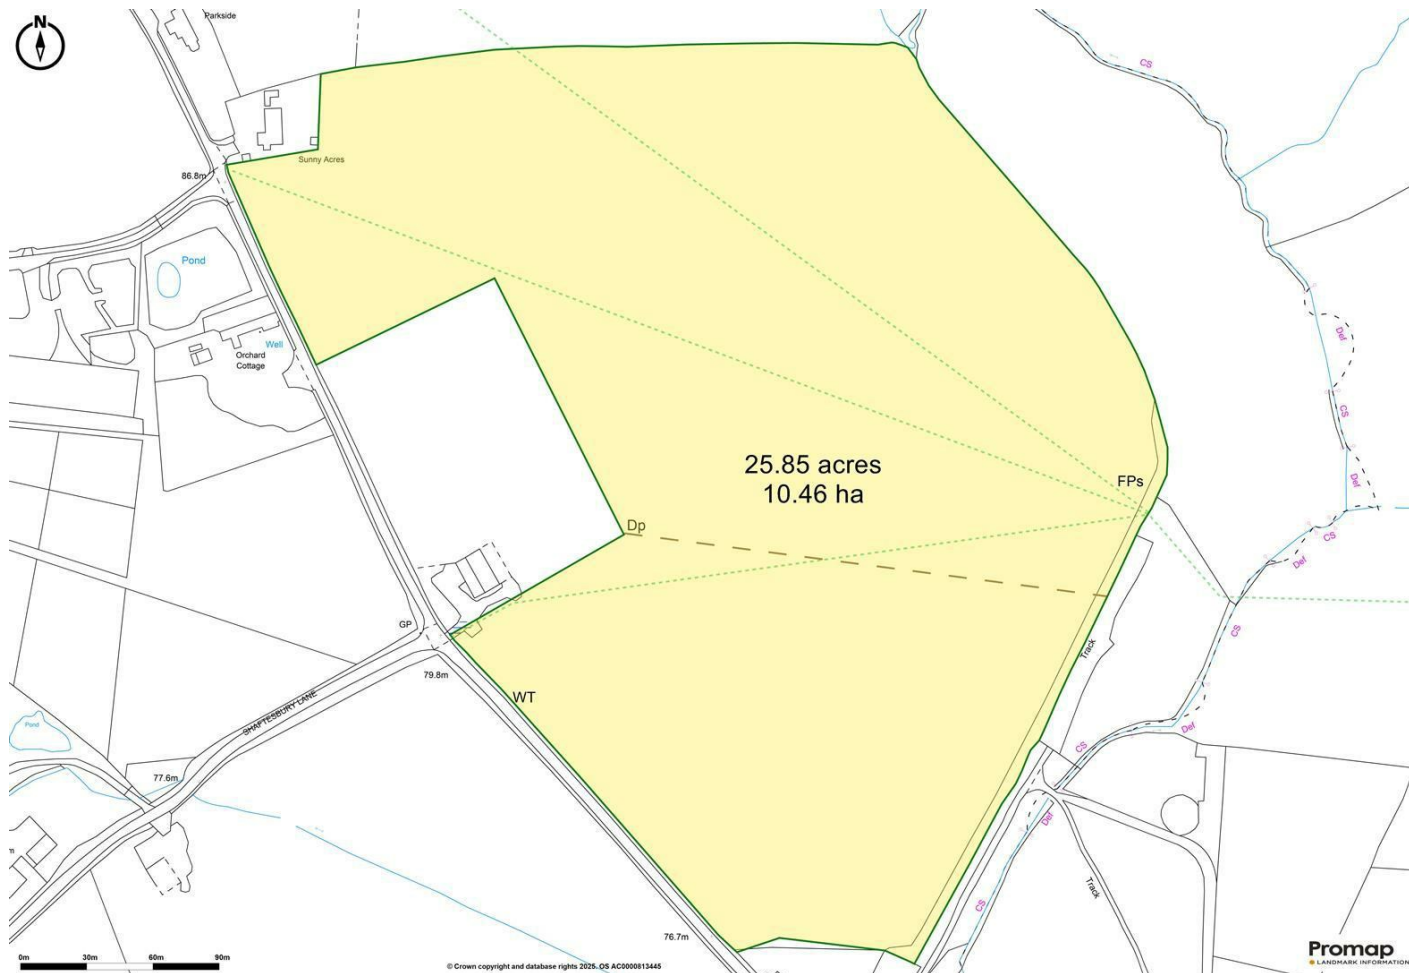 N
Parkside
CS
Sunny Acres
86.8m
Pond
Well
Orchard
Cottage
Def
CS
25.85 acres
10.46 ha
FPs
Def
Dp
CS
Def
GP
CS
Track
79.8m
WT
SHAFTESBURY LANE
Pond
Def
CS
77.6m
Def
Track
CS
76.7m
0m 30m 60m 90m
© Crown copyright and database rights 2025. OS AC0000813445
Promap
LANDMARK INFORMATION